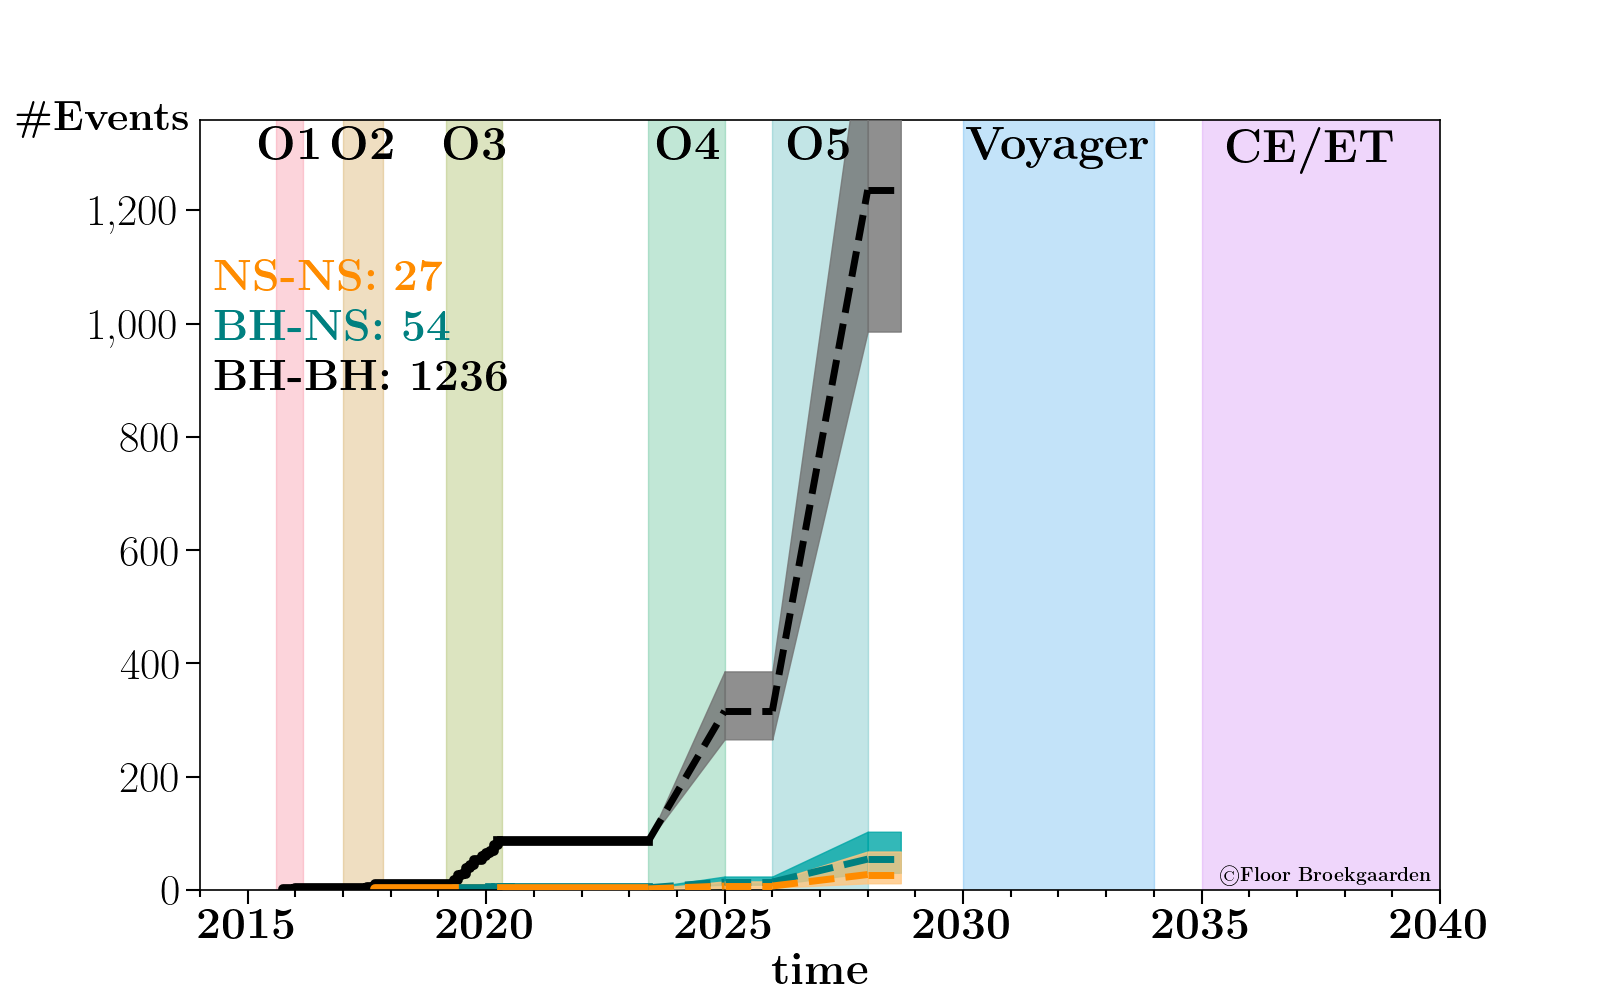 #Events
O1 O2 O3 O4 O5 Voyager CE/ET
1,200
NS-NS: 27
1,000
BH-NS: 54
BH-BH: 1236
800
600
400
200
0
©Floor Broekgaarden
2015 2020 2025 2030 2035 2040
time